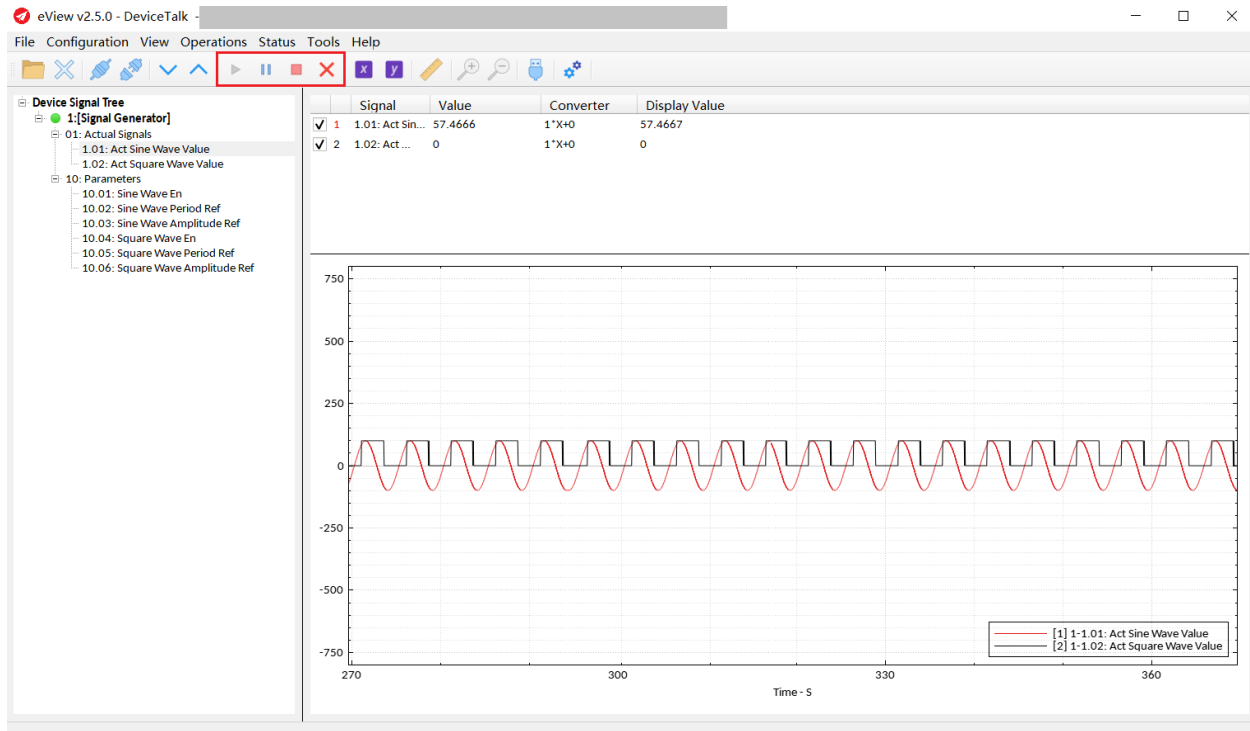 eView v2.5.0 - DeviceTalk -
File Configuration View Operations Status Tools Help
x y
Device Signal Tree
1:[Signal Generator]
01: Actual Signals
1.01: Act Sine Wave Value
1.02: Act Square Wave Value
10: Parameters
10.01: Sine Wave En
10.02: Sine Wave Period Ref
10.03: Sine Wave Amplitude Ref
10.04: Square Wave En
10.05: Square Wave Period Ref
10.06: Square Wave Amplitude Ref
Signal Value Converter Display Value
1 1.01: Act Sin... 57.4666 1*X+0 57.4667
2 1.02: Act ... 0 1*X+0 0
750
500
250
0
-250
-500
-750
[1] 1-1.01: Act Sine Wave Value
[2] 1-1.02: Act Square Wave Value
270 300 330 360
Time - S